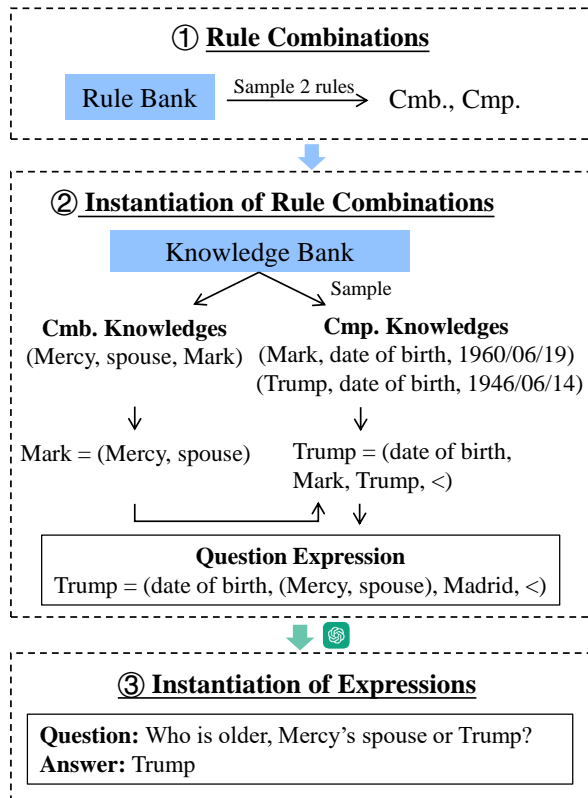 ① Rule Combinations
Rule Bank
Sample 2 rules
Cmb., Cmp.
② Instantiation of Rule Combinations
Knowledge Bank
Sample
Cmb. Knowledges
(Mercy, spouse, Mark)
Cmp. Knowledges
(Mark, date of birth, 1960/06/19)
(Trump, date of birth, 1946/06/14)
Mark = (Mercy, spouse)
Trump = (date of birth,
Mark, Trump, <)
Question Expression
Trump = (date of birth, (Mercy, spouse), Madrid, <)
③ Instantiation of Expressions
Question: Who is older, Mercy’s spouse or Trump?
Answer: Trump